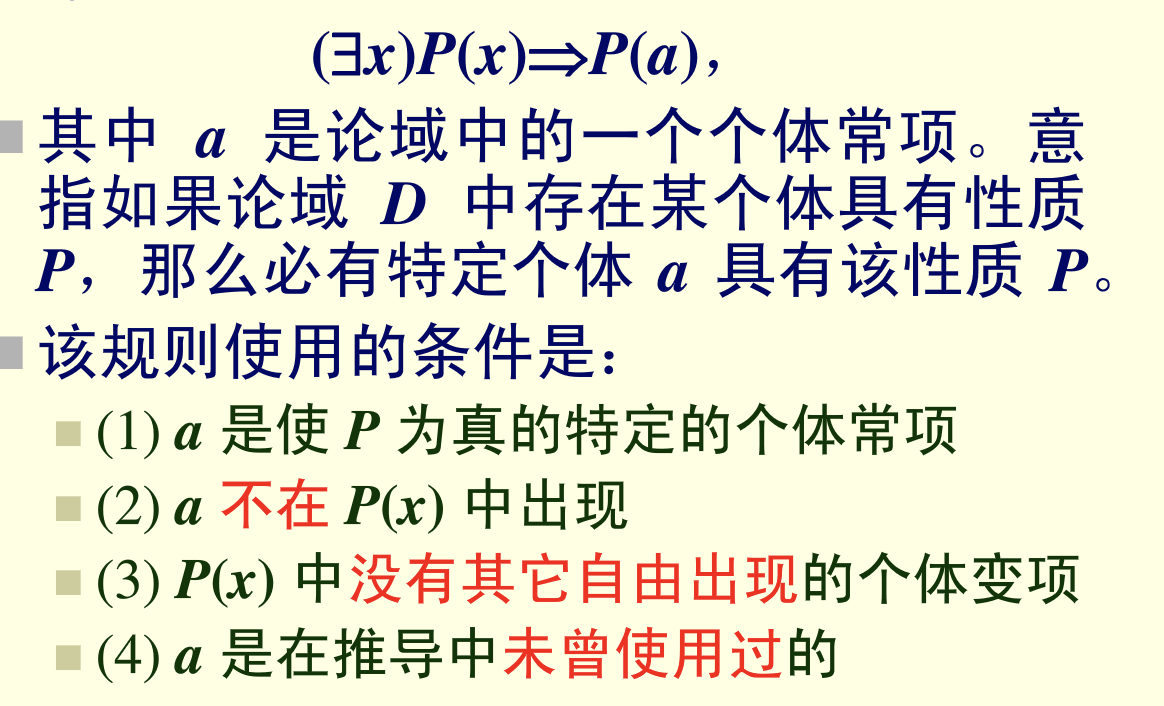 (∃x)P(x)⇒P(a)，
其中 a 是论域中的一个个体常项。意
指如果论域 D 中存在某个体具有性质
P，那么必有特定个体 a 具有该性质 P。
该规则使用的条件是：
(1) a 是使 P 为真的特定的个体常项
(2) a 不在 P(x) 中出现
(3) P(x) 中没有其它自由出现的个体变项
(4) a 是在推导中未曾使用过的